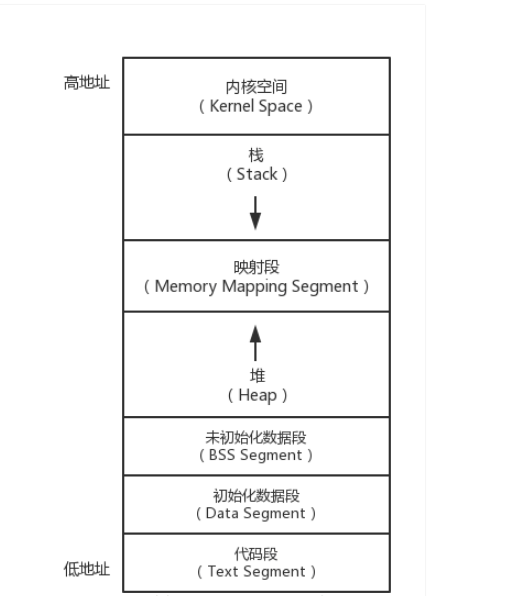 高地址
内核空间
( Kernel Space )
栈
( Stack )
映射段
( Memory Mapping Segment )
堆
( Heap )
未初始化数据段
( BSS Segment )
初始化数据段
( Data Segment )
代码段
( Text Segment )
低地址